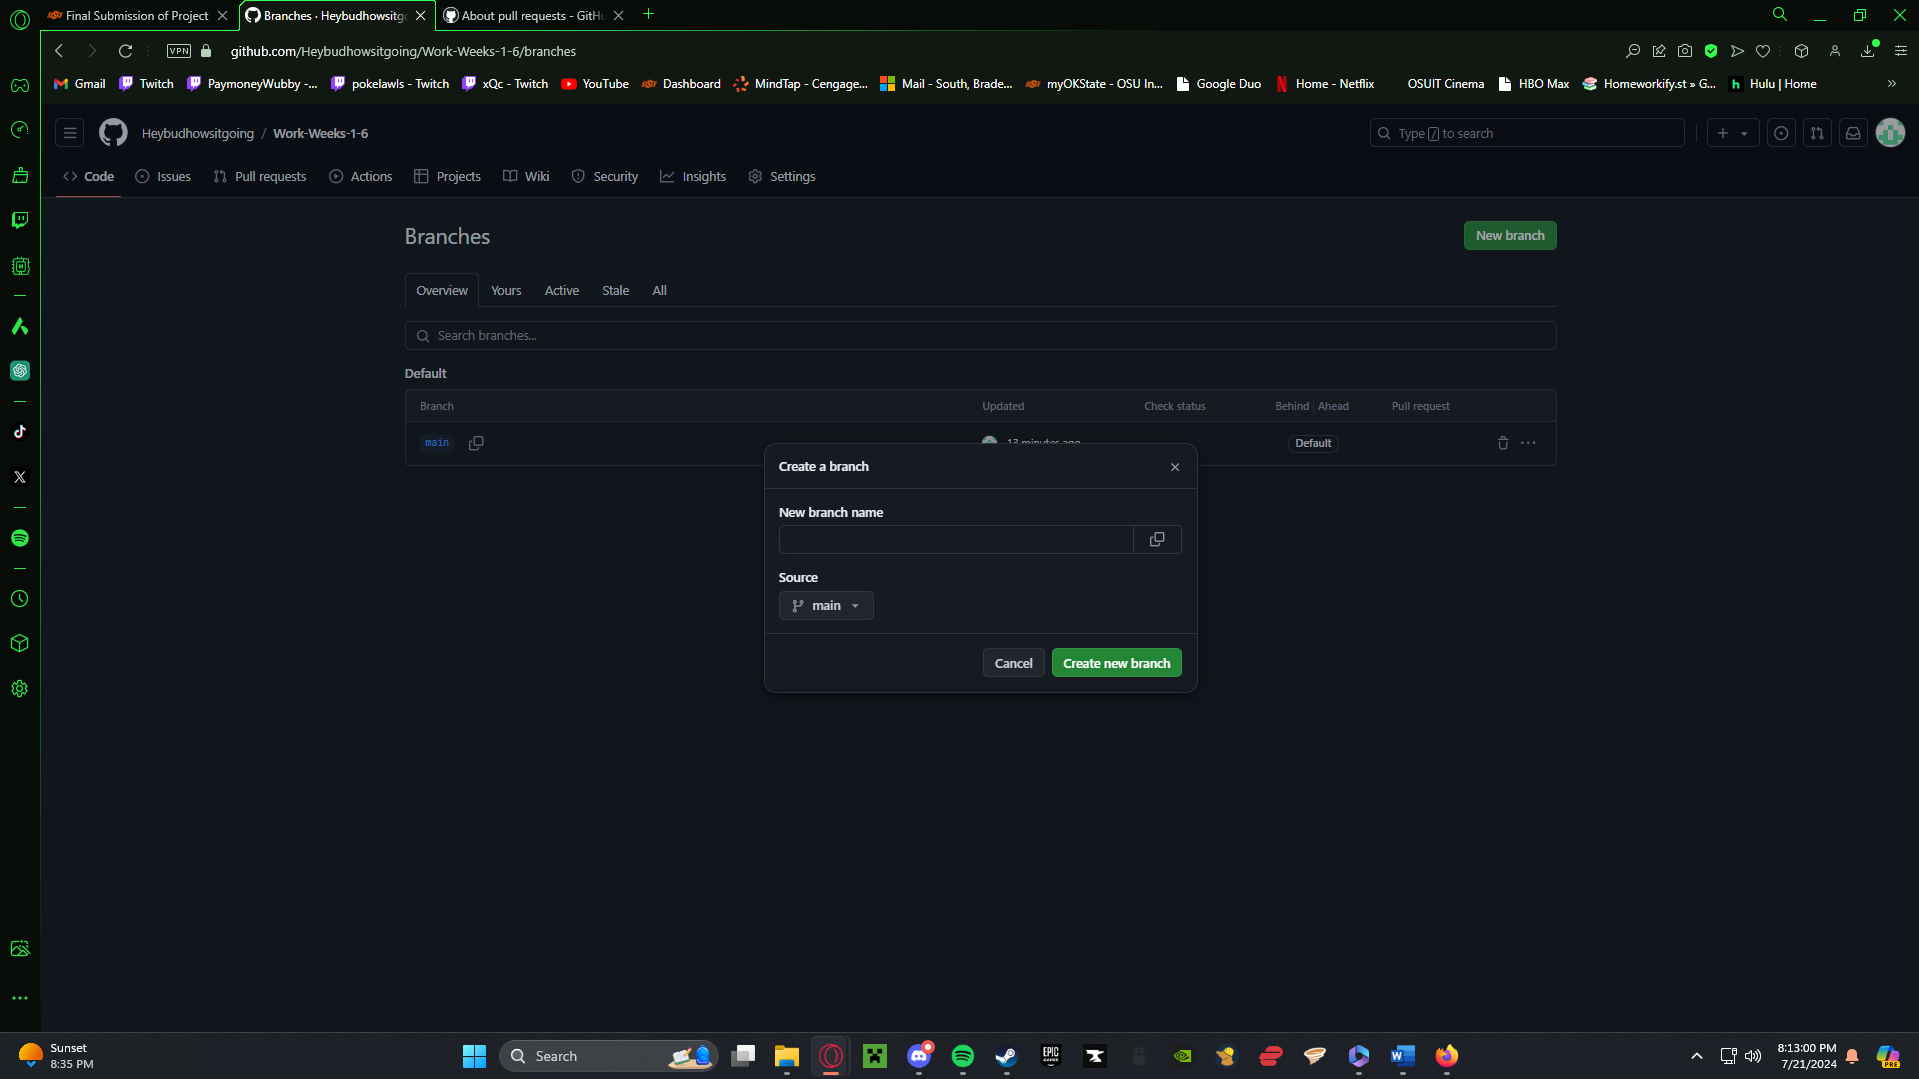 Final Submission of Project
Branches · Heybudhowsitg
About pull requests - GitH
VPN
github.com/Heybudhowsitgoing/Work-Weeks-1-6/branches
Gmail
Twitch
PaymoneyWubby -...
pokelawls - Twitch
xQc - Twitch
YouTube
Dashboard
MindTap - Cengage...
Mail - South, Brade...
myOKState - OSU In...
Google Duo
Home - Netflix
OSUIT Cinema
HBO Max
Homeworkify.st » G...
Hulu | Home
Heybudhowsitgoing / Work-Weeks-1-6
Type / to search
Code
Issues
Pull requests
Actions
Projects
Wiki
Security
Insights
Settings
Branches
New branch
Overview
Yours
Active
Stale
All
Search branches...
Default
Branch
Updated
Check status
Behind
Ahead
Pull request
main
13 minutes ago
Default
Create a branch
New branch name
Source
main
Cancel
Create new branch
Sunset
8:35 PM
Search
EPIC
GAMES
8:13:00 PM
7/21/2024
PRE